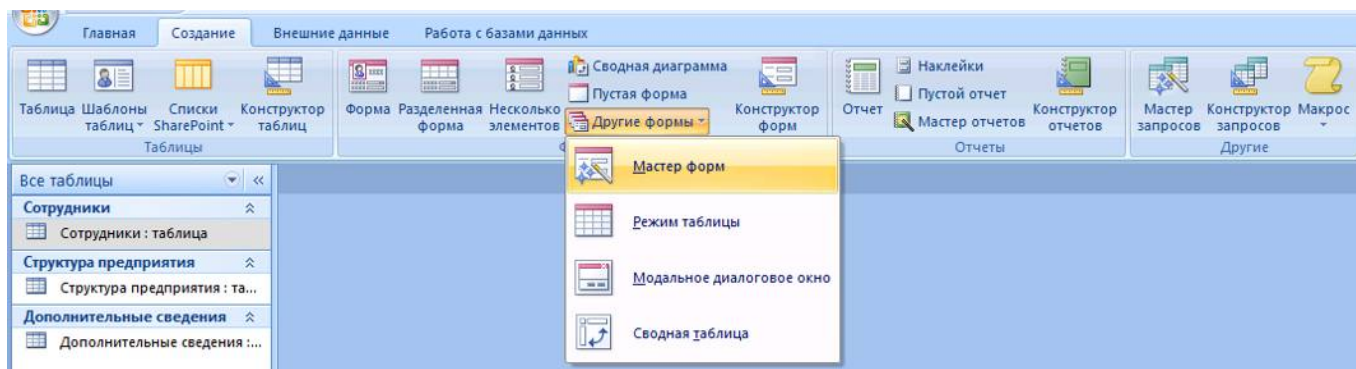 Главная Создание Внешние данные Работа с базами данных
Таблица Шаблоны таблиц Списки SharePoint Конструктор таблиц
Таблицы
Форма Разделенная форма Несколько элементов
Сводная диаграмма
Пустая форма
Другие формы
Конструктор форм
Отчет
Наклейки
Пустой отчет
Мастер отчетов
Конструктор отчетов
Отчеты
Мастер запросов Конструктор запросов Макрос
Другие
Мастер форм
Режим таблицы
Модальное диалоговое окно
Сводная таблица
Все таблицы
Сотрудники
Сотрудники : таблица
Структура предприятия
Структура предприятия : та...
Дополнительные сведения
Дополнительные сведения :...